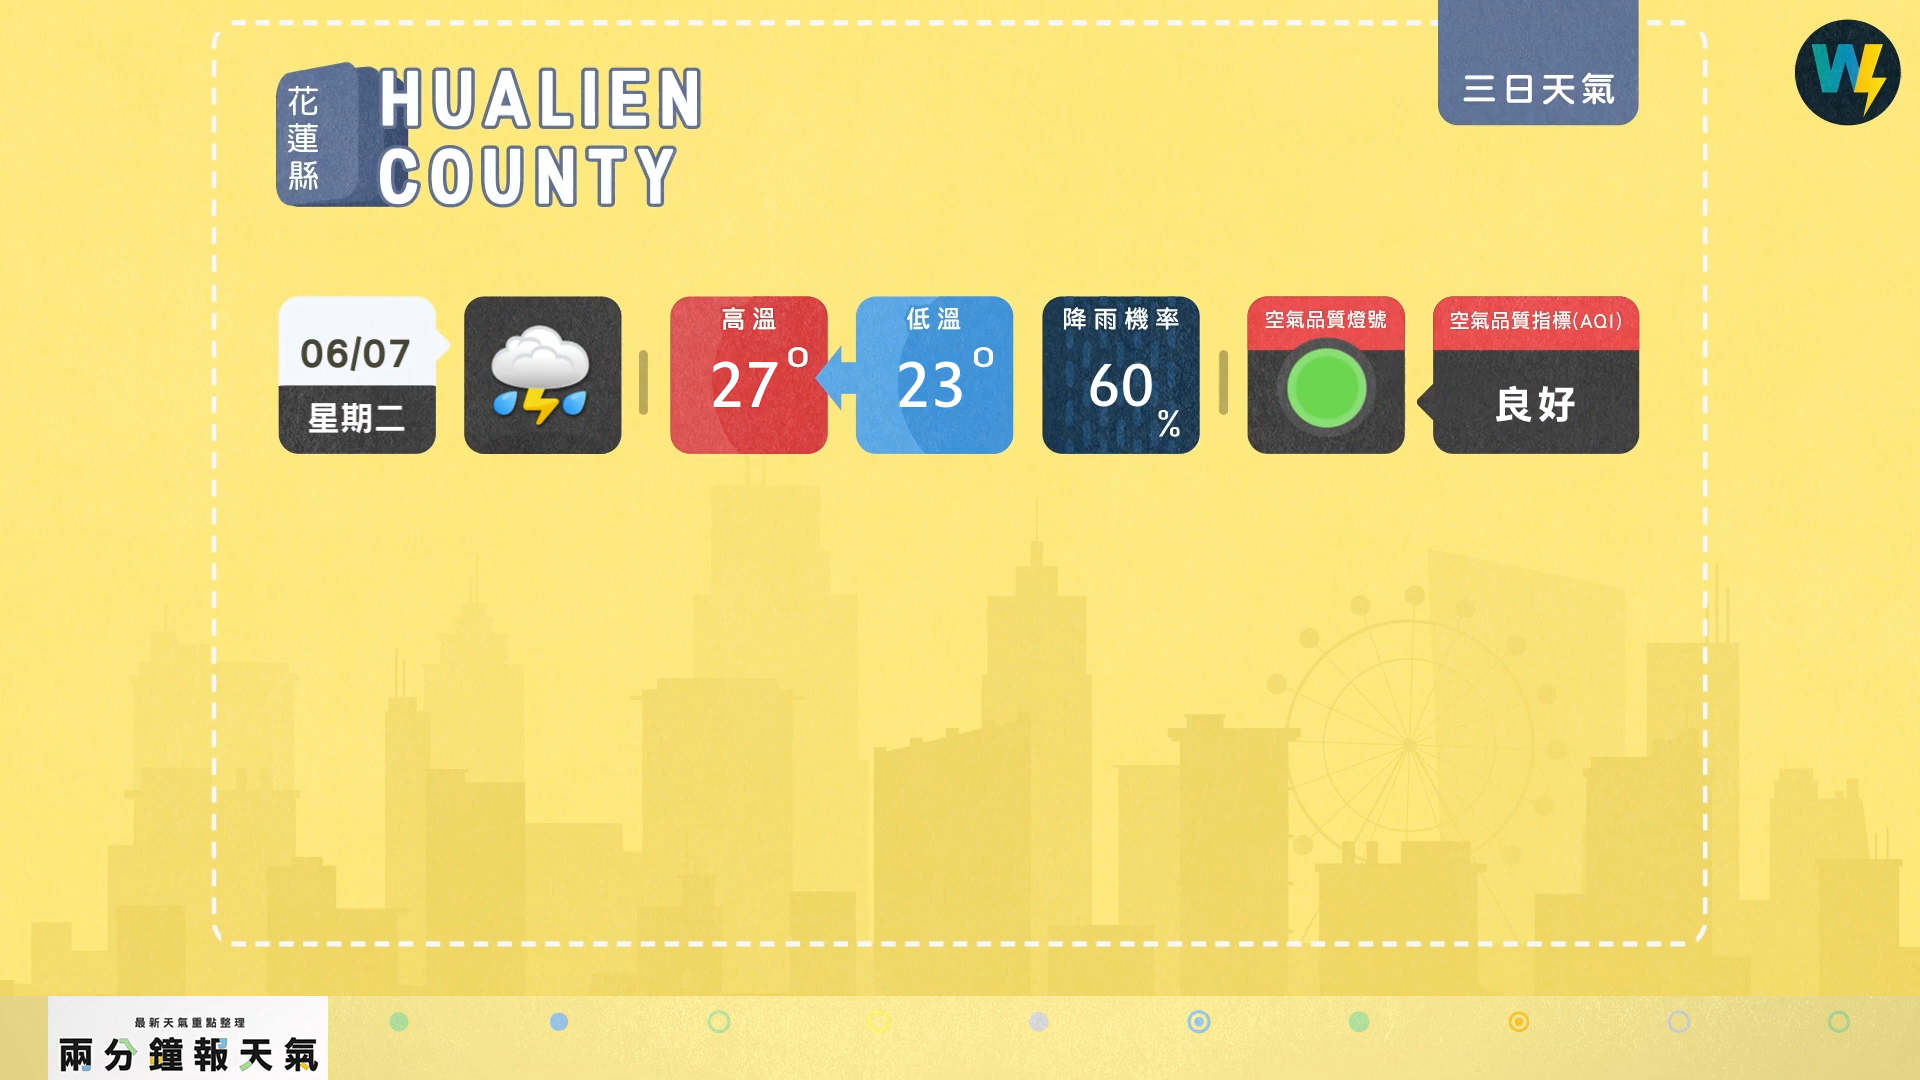 花蓮縣
HUALIEN
COUNTY
三日天氣
W
06/07
星期二
高溫
27°
低溫
23°
降雨機率
60%
空氣品質燈號
空氣品質指標(AQI)
良好
最新天氣重點整理
兩分鐘報天氣